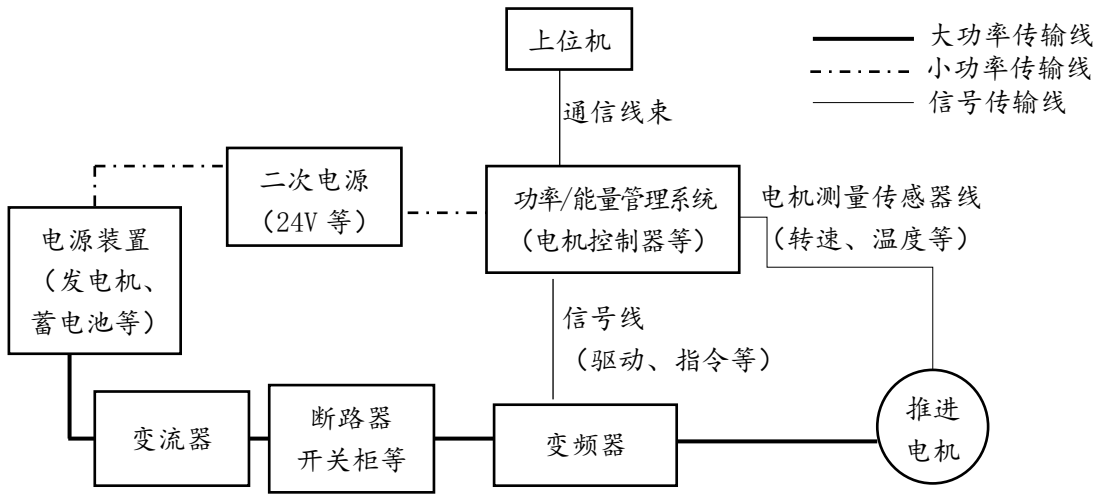 上位机
大功率传输线
小功率传输线
信号传输线
通信线束
二次电源
（24V 等）
功率/能量管理系统
（电机控制器等）
电机测量传感器线
（转速、温度等）
电源装置
（发电机、
蓄电池等）
信号线
（驱动、指令等）
变流器
断路器
开关柜等
变频器
推进
电机